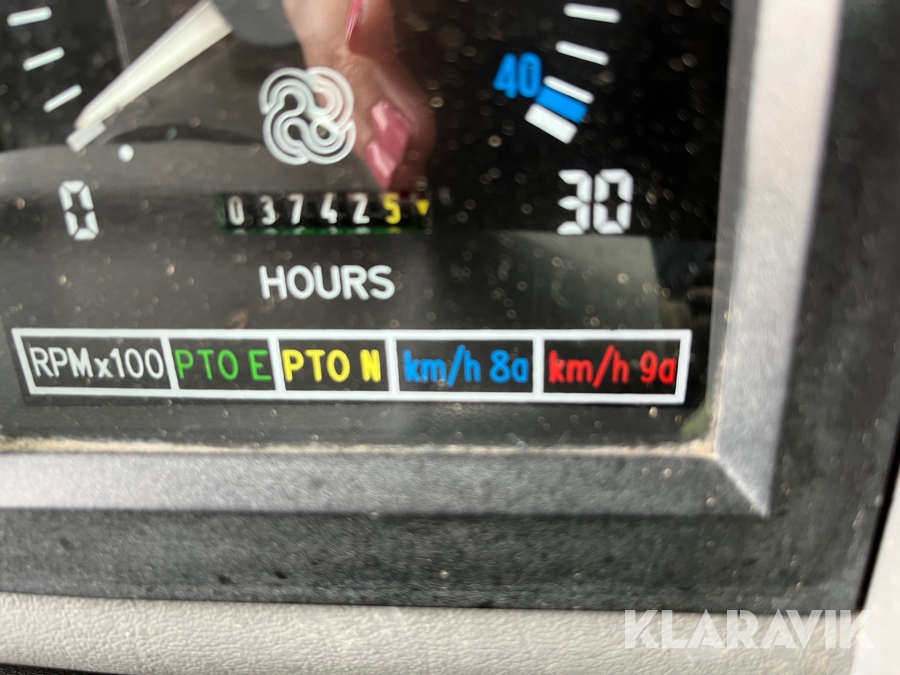 40
0
037425
30
HOURS
RPMx100 PTO E PTO N km/h 8a km/h 9a
KLARAVIK